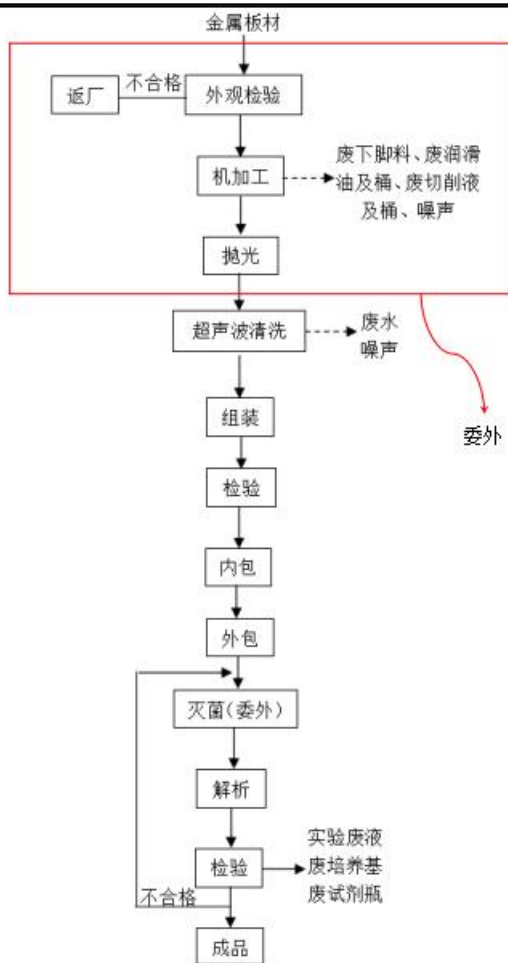 金属板材
返厂
不合格
外观检验
机加工
废下脚料、废润滑
油及桶、废切削液
及桶、噪声
抛光
超声波清洗
废水
噪声
委外
组装
检验
内包
外包
灭菌(委外)
解析
检验
实验废液
废培养基
废试剂瓶
不合格
成品